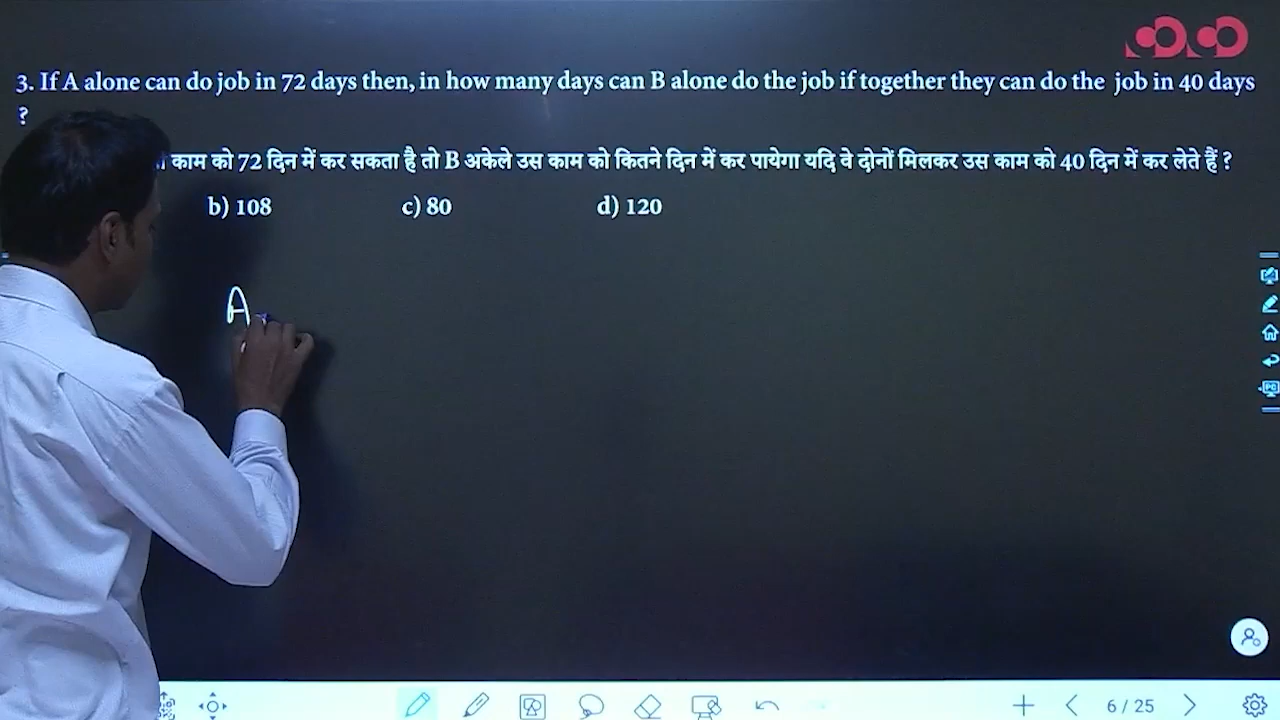 3. If A alone can do job in 72 days then, in how many days can B alone do the job if together they can do the job in 40 days
?
काम को 72 दिन में कर सकता है तो B अकेले उस काम को कितने दिन में कर पायेगा यदि वे दोनों मिलकर उस काम को 40 दिन में कर लेते हैं ?
b) 108 c) 80 d) 120
A
6 / 25